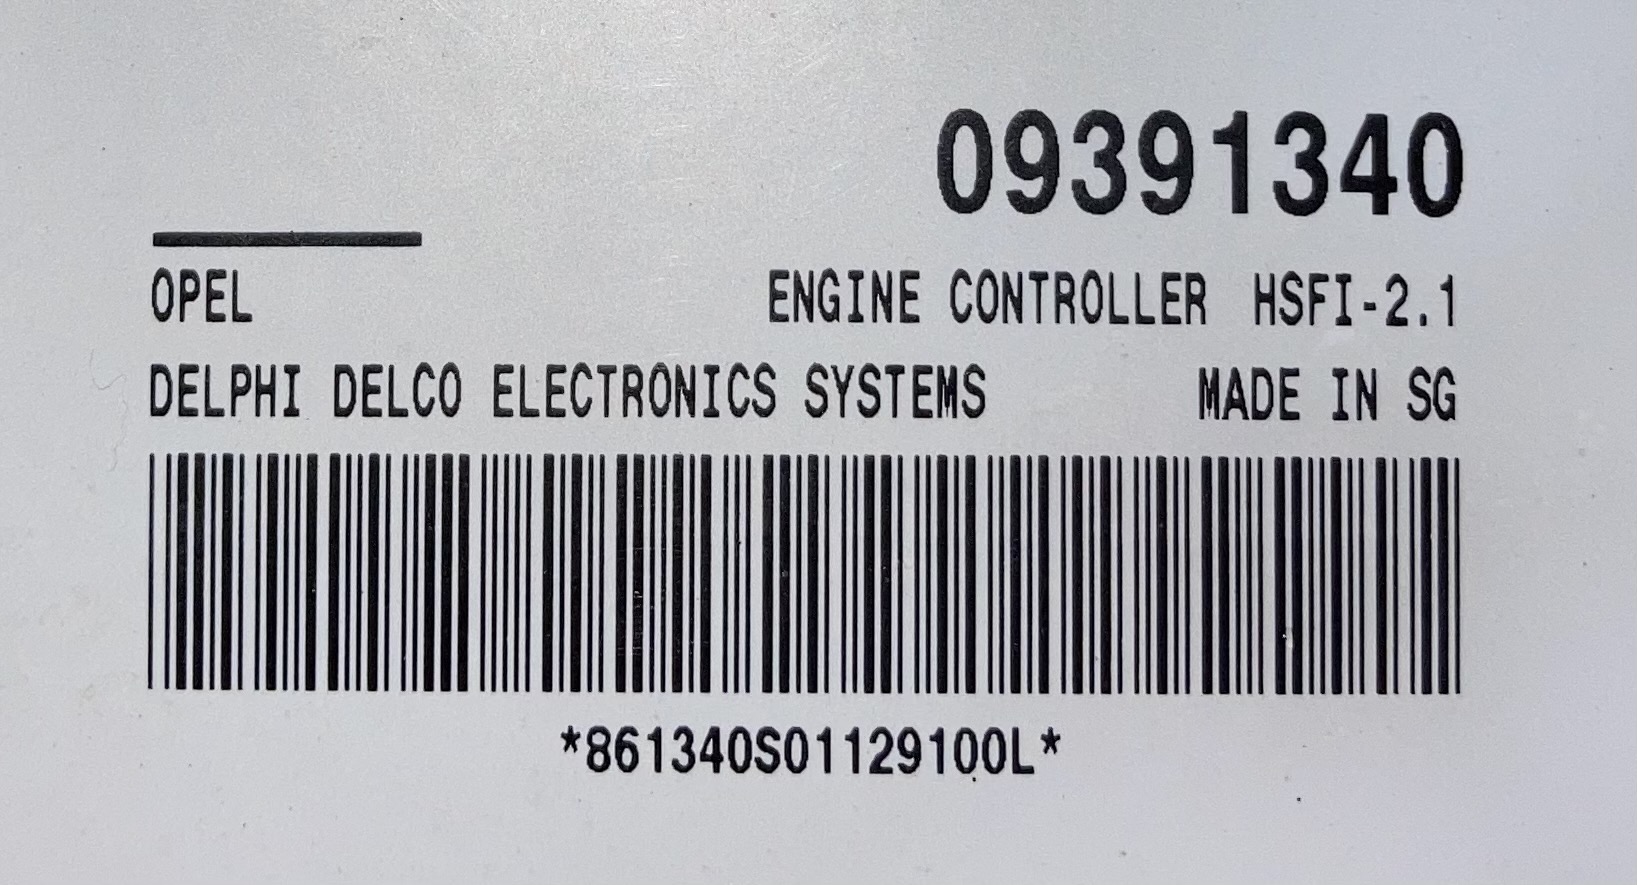 09391340
OPEL ENGINE CONTROLLER HSFI-2.1
DELPHI DELCO ELECTRONICS SYSTEMS MADE IN SG
*861340S01129100L*